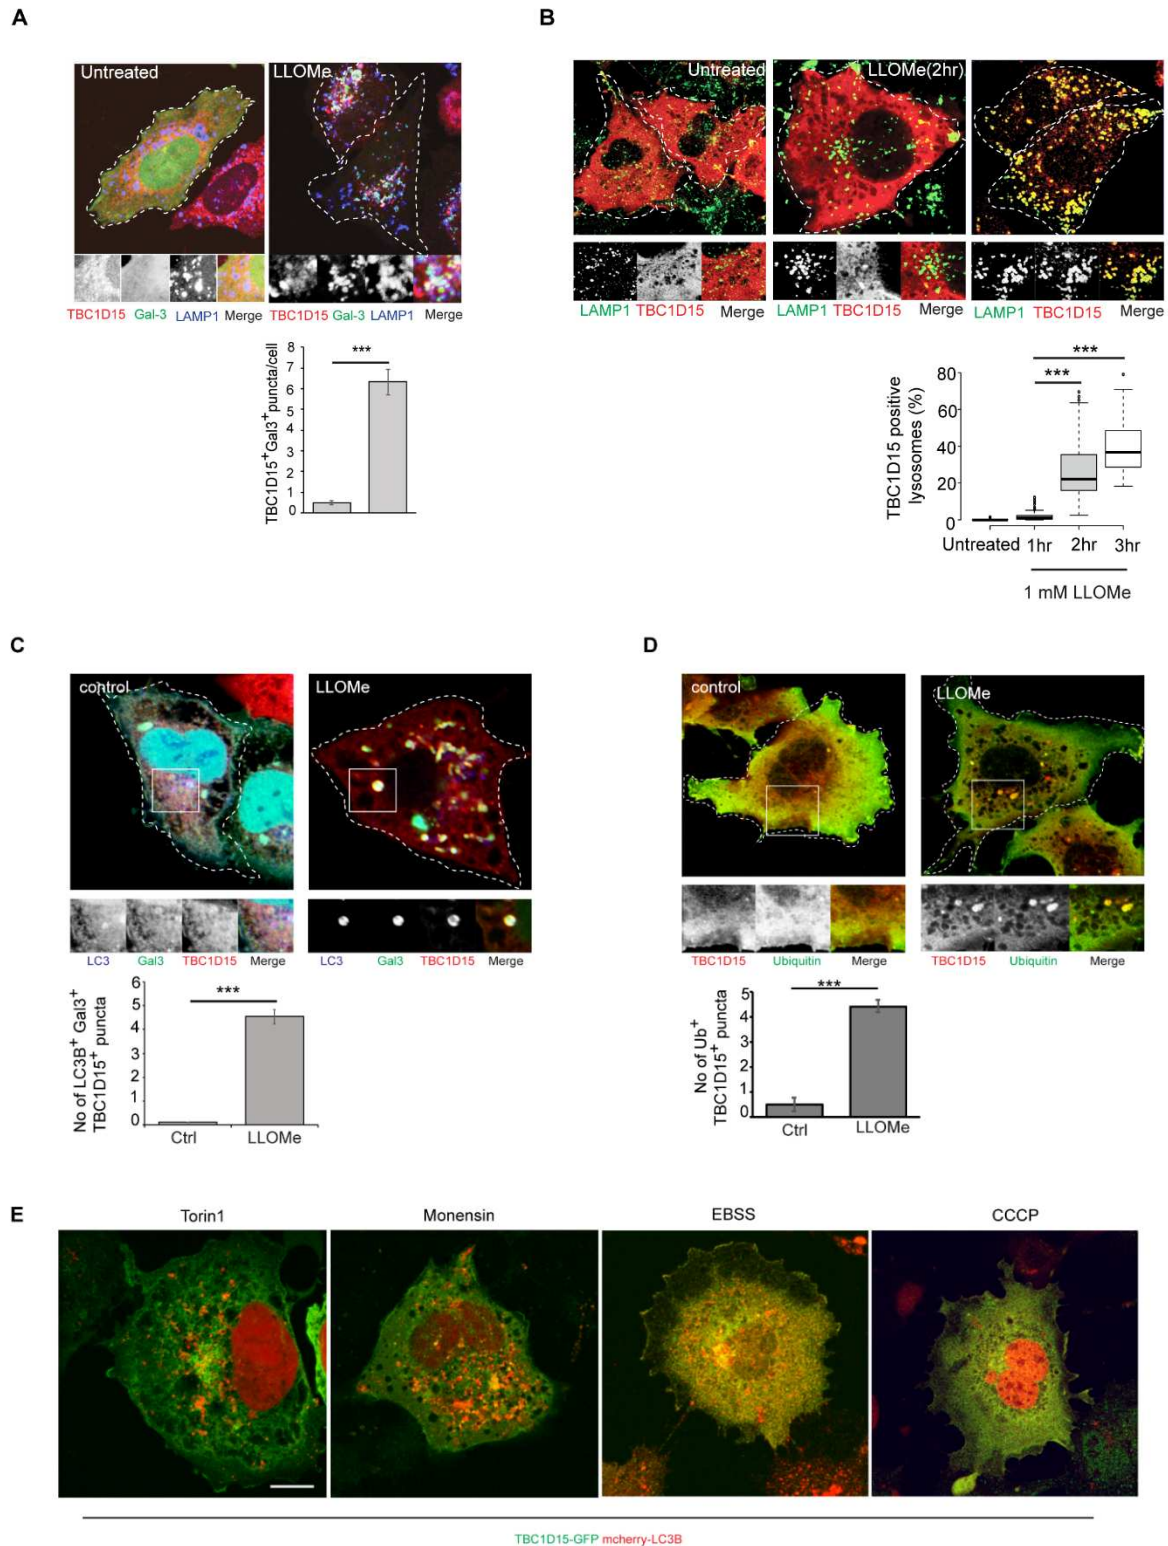 A
B
Untreated
LLOMe
Untreated
LLOMe(2hr)
TBC1D15 Gal-3 LAMP1 Merge
TBC1D15 Gal-3 LAMP1 Merge
LAMP1 TBC1D15 Merge
LAMP1 TBC1D15 Merge
LAMP1 TBC1D15 Merge
TBC1D15+Gal3+puncta/cell
8
7
6
5
4
3
2
1
0
***
TBC1D15 positive
lysosomes (%)
80
60
40
20
0
***
***
Untreated 1hr 2hr 3hr
1 mM LLOMe
C
D
control
LLOMe
control
LLOMe
LC3 Gal3 TBC1D15 Merge
LC3 Gal3 TBC1D15 Merge
TBC1D15 Ubiquitin Merge
TBC1D15 Ubiquitin Merge
No of LC3B+ Gal3+
TBC1D15+ puncta
6
5
4
3
2
1
0
***
Ctrl LLOMe
No of Ub+
TBC1D15+ puncta
5
4
3
2
1
0
***
Ctrl LLOMe
E
Torin1 Monensin EBSS CCCP
TBC1D15-GFP mcherry-LC3B